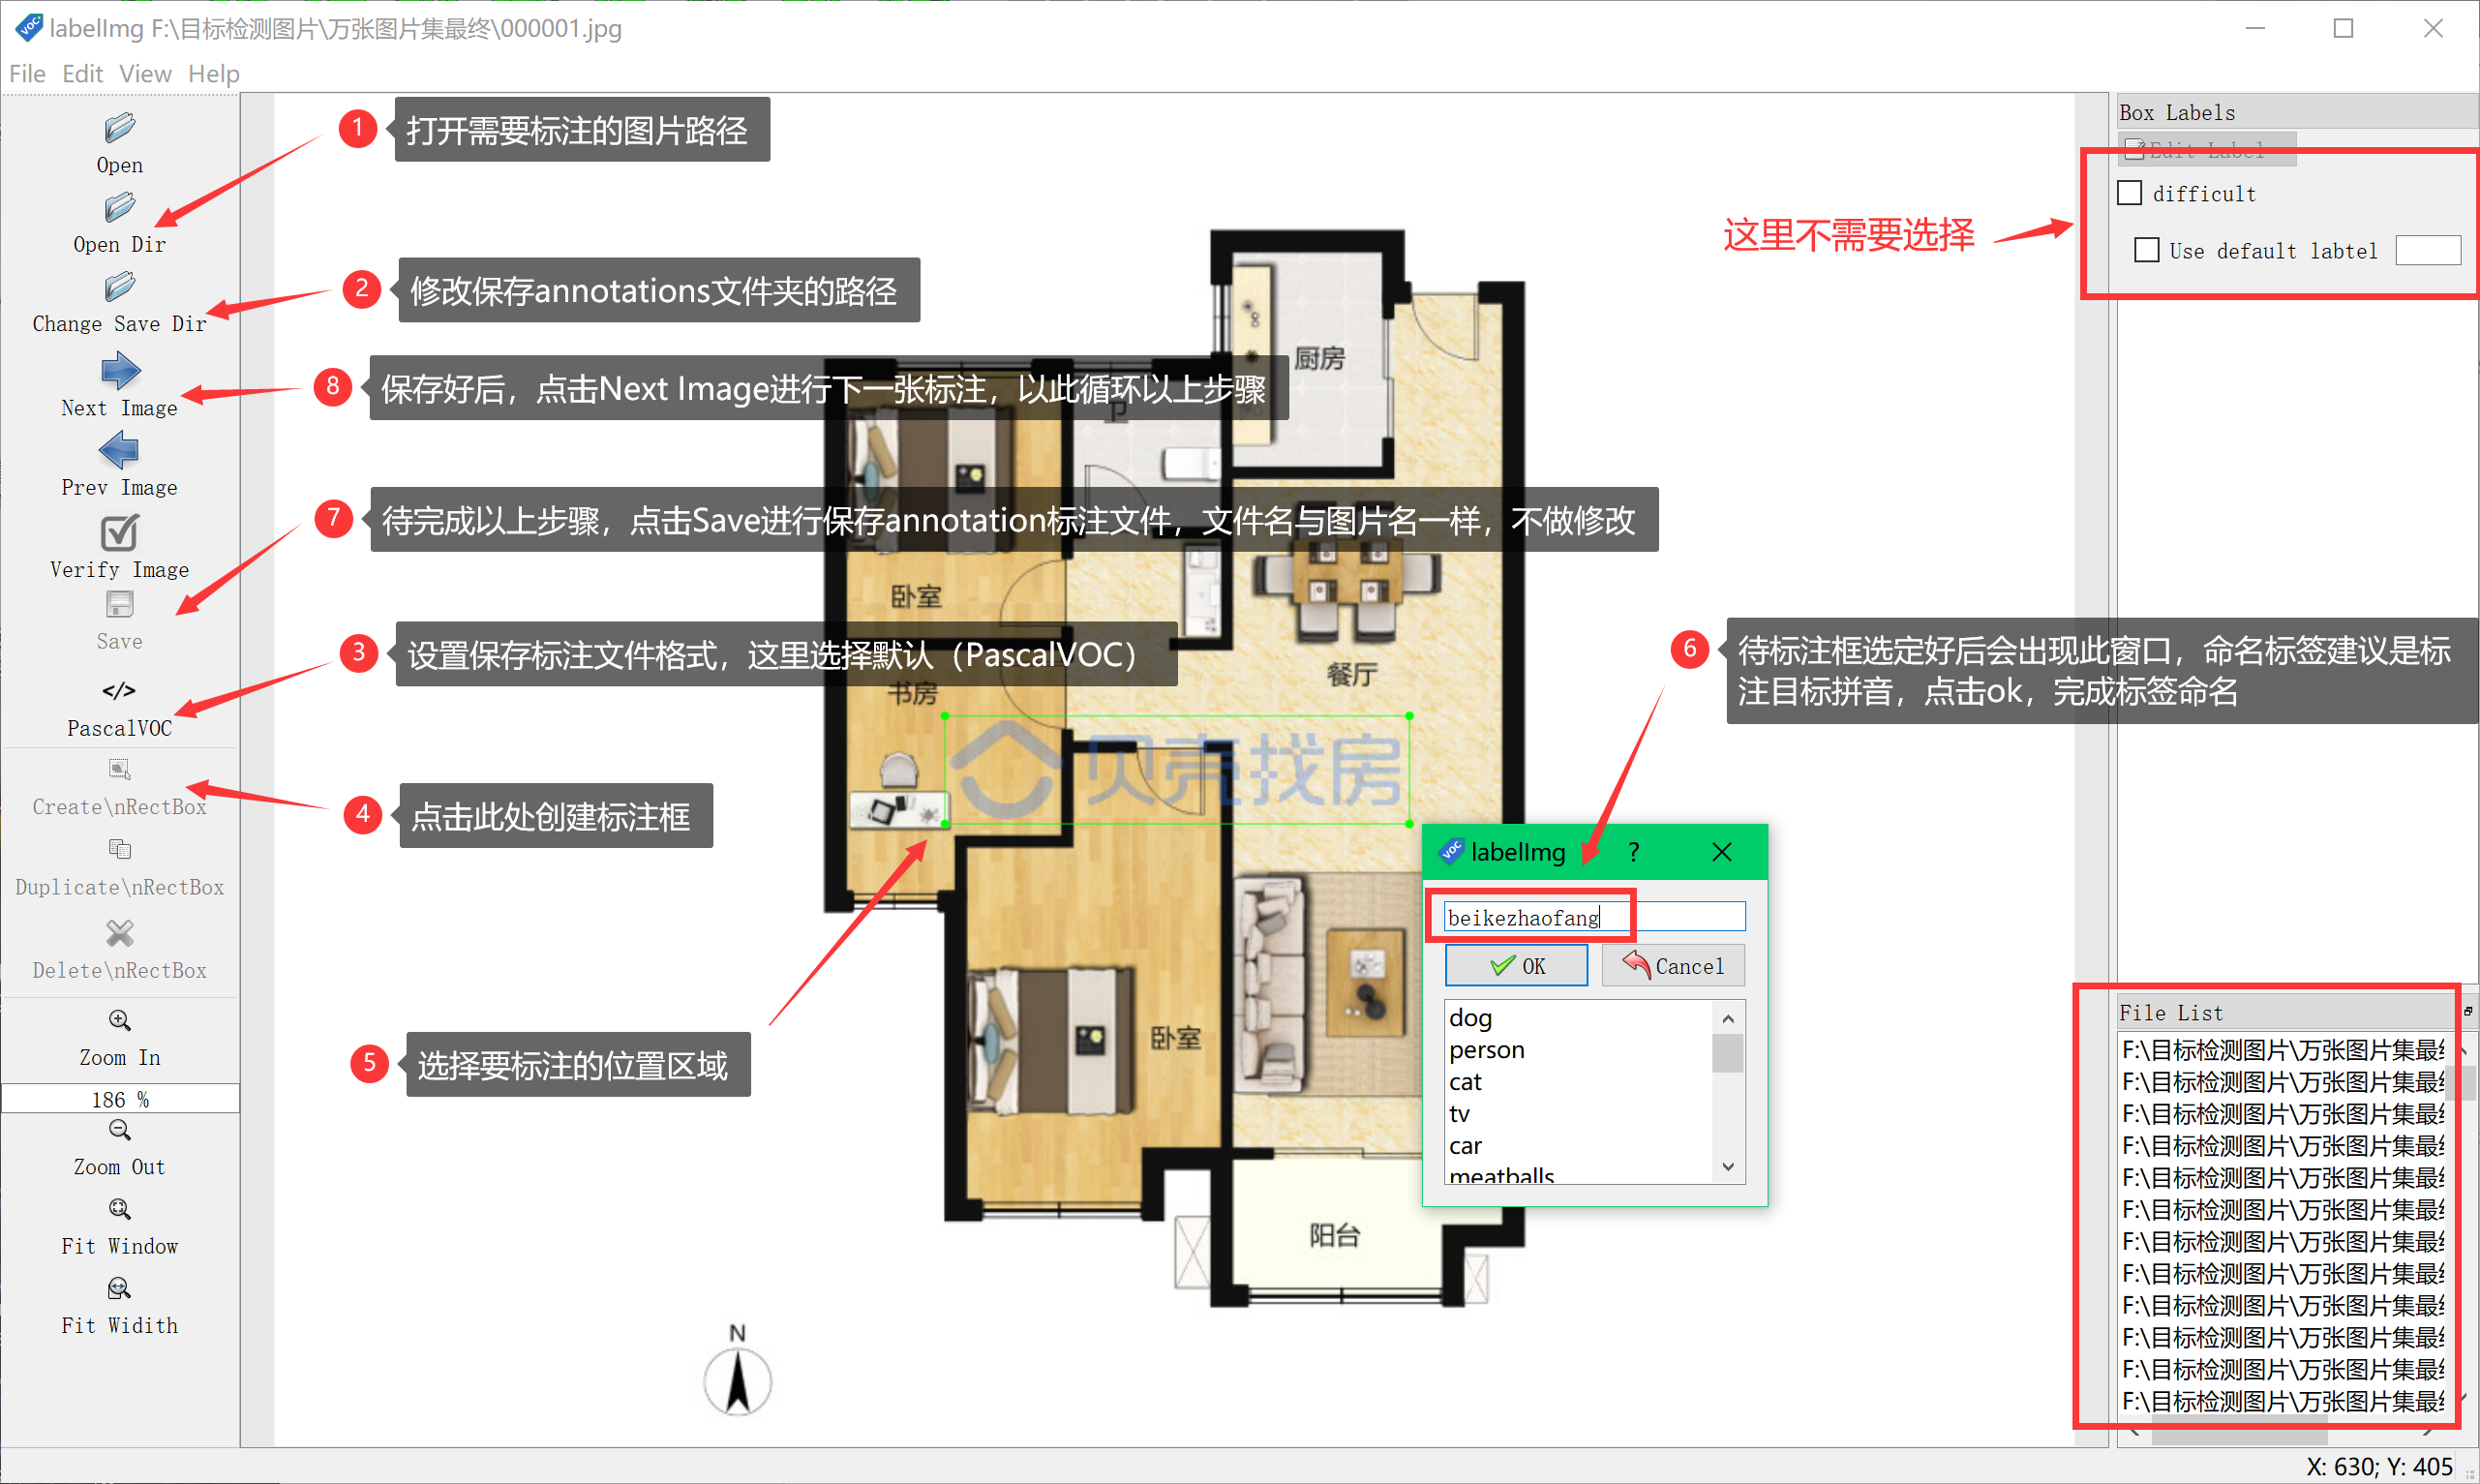 labelImg F:\目标检测图片\万张图片集最终\000001.jpg
File Edit View Help
Open
Open Dir
Change Save Dir
Next Image
Prev Image
Verify Image
Save
</>
PascalVOC
Create\nRectBox
Duplicate\nRectBox
Delete\nRectBox
Zoom In
186 %
Zoom Out
Fit Window
Fit Widith
1 打开需要标注的图片路径
2 修改保存annotations文件夹的路径
8 保存好后，点击Next Image进行下一张标注，以此循环以上步骤
7 待完成以上步骤，点击Save进行保存annotation标注文件，文件名与图片名一样，不做修改
3 设置保存标注文件格式，这里选择默认（PascalVOC）
4 点击此处创建标注框
5 选择要标注的位置区域
6 待标注框选定好后会出现此窗口，命名标签建议是标
注目标拼音，点击ok，完成标签命名
这里不需要选择
厨房
卫
卧室
餐厅
书房
贝壳找房
卧室
阳台
N
VOC labelImg ?
beikezhaofang
OK Cancel
dog
person
cat
tv
car
meatballs
Box Labels
Edit Label
difficult
Use default labtel
File List
F:\目标检测图片\万张图片集最
F:\目标检测图片\万张图片集最
F:\目标检测图片\万张图片集最
F:\目标检测图片\万张图片集最
F:\目标检测图片\万张图片集最
F:\目标检测图片\万张图片集最
F:\目标检测图片\万张图片集最
F:\目标检测图片\万张图片集最
F:\目标检测图片\万张图片集最
F:\目标检测图片\万张图片集最
F:\目标检测图片\万张图片集最
F:\目标检测图片\万张图片集最
X: 630; Y: 405